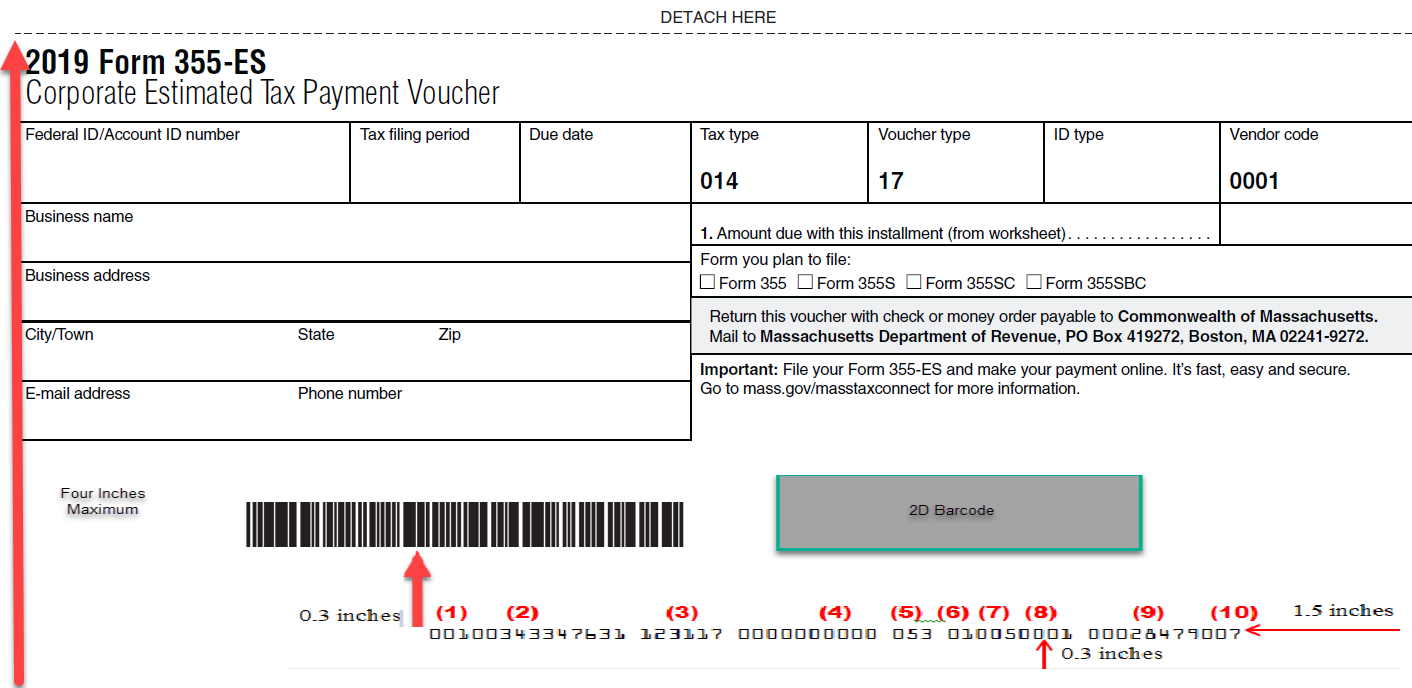 DETACH HERE
2019 Form 355-ES
Corporate Estimated Tax Payment Voucher
Federal ID/Account ID number Tax filing period Due date Tax type Voucher type ID type Vendor code
014 17 0001
Business name
1. Amount due with this installment (from worksheet). . . . . . . . . . . . . . . . .
Form you plan to file:
Business address
Form 355 Form 355S Form 355SC Form 355SBC
Return this voucher with check or money order payable to Commonwealth of Massachusetts.
City/Town State Zip
Mail to Massachusetts Department of Revenue, PO Box 419272, Boston, MA 02241-9272.
Important: File your Form 355-ES and make your payment online. It's fast, easy and secure.
Go to mass.gov/masstaxconnect for more information.
E-mail address Phone number
Four Inches
Maximum
2D Barcode
0.3 inches (1) (2) (3) (4) (5) (6) (7) (8) (9) (10) 1.5 inches
00100343347631 123117 0000000000 053 010050001 00028479007
0.3 inches